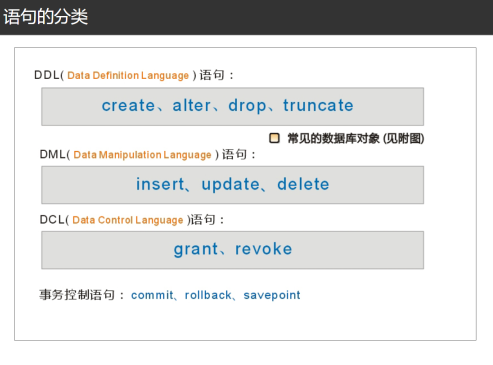 语句的分类
DDL( Data Definition Language ) 语句：
create、alter、drop、truncate
常见的数据库对象 (见附图)
DML( Data Manipulation Language ) 语句：
insert、update、delete
DCL( Data Control Language )语句：
grant、revoke
事务控制语句： commit、rollback、savepoint